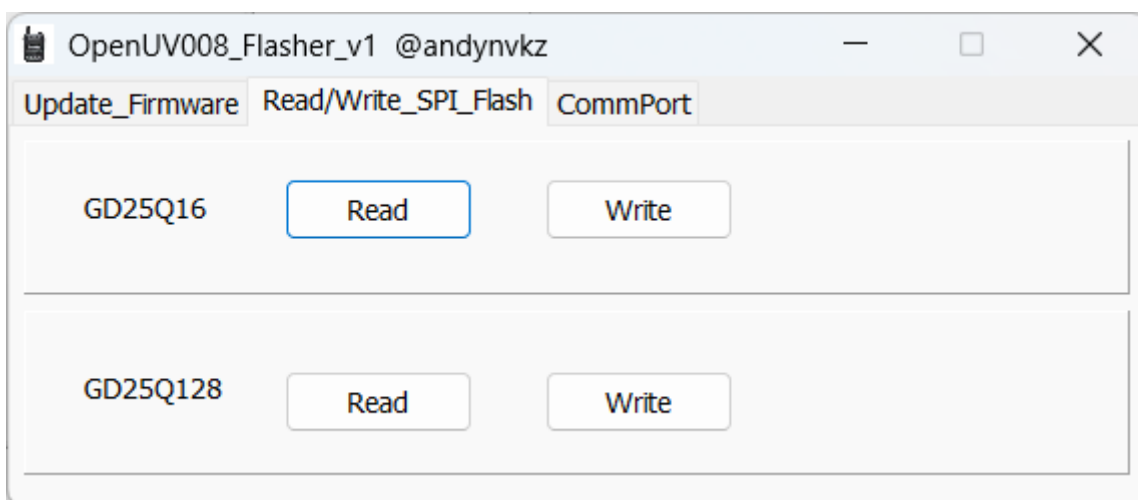 OpenUV008_Flasher_v1 @andynvkz
Update_Firmware Read/Write_SPI_Flash CommPort
GD25Q16 Read Write
GD25Q128 Read Write